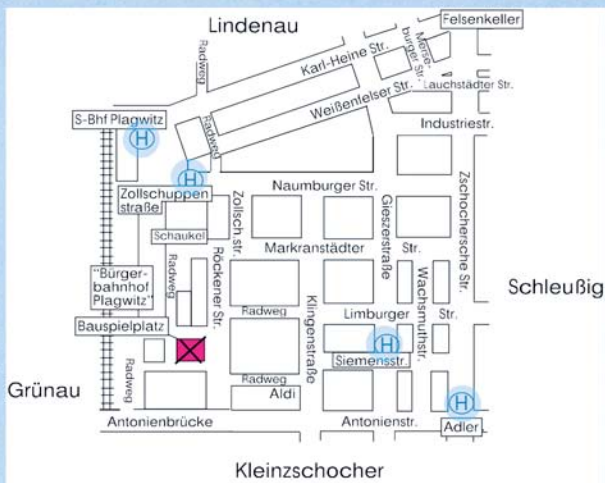 Felsenkeller
Lindenau
Radweg
Karl-Heine Str.
Merse-
burger Str.
Lauchstädter Str.
Weißenfelser Str.
S-Bhf Plagwitz
H
Radweg
Industriestr.
H
Zollschuppen
straße
Naumburger Str.
Zollsch.str.
Gieszerstraße
Zschochersche Str.
Schaukel
Markranstädter Str.
Radweg
Röckener Str.
"Bürger-
bahnhof
Plagwitz"
Klingenstraße
Wachsmuthstr.
Schleußig
Radweg
Limburger Str.
Bauspielplatz
H
Siemensstr.
Grünau
Radweg
Radweg
Aldi
H
Antonienbrücke
Antonienstr.
Adler
Kleinzschocher